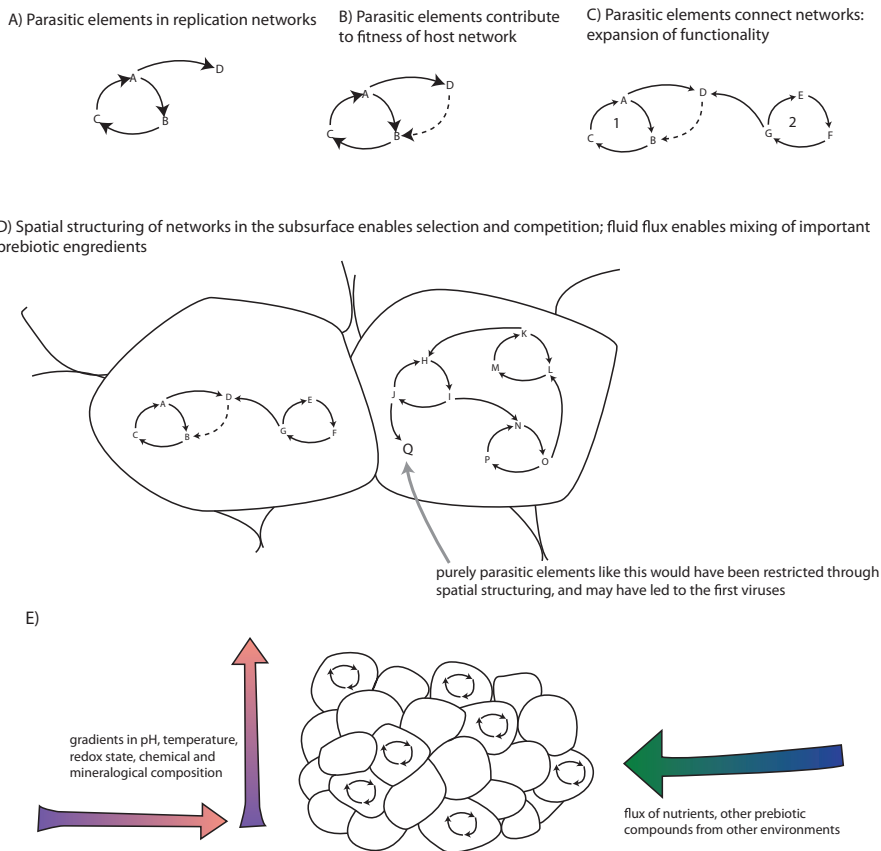 A) Parasitic elements in replication networks
B) Parasitic elements contribute
to fitness of host network
C) Parasitic elements connect networks:
expansion of functionality
A
D
C
B
A
D
C
B
A
D
E
1
2
C
B
G
F
D) Spatial structuring of networks in the subsurface enables selection and competition; fluid flux enables mixing of important
prebiotic engredients
A
D
E
C
B
G
F
K
H
M
L
J
I
N
Q
P
O
purely parasitic elements like this would have been restricted through
spatial structuring, and may have led to the first viruses
E)
gradients in pH, temperature,
redox state, chemical and
mineralogical composition
flux of nutrients, other prebiotic
compounds from other environments